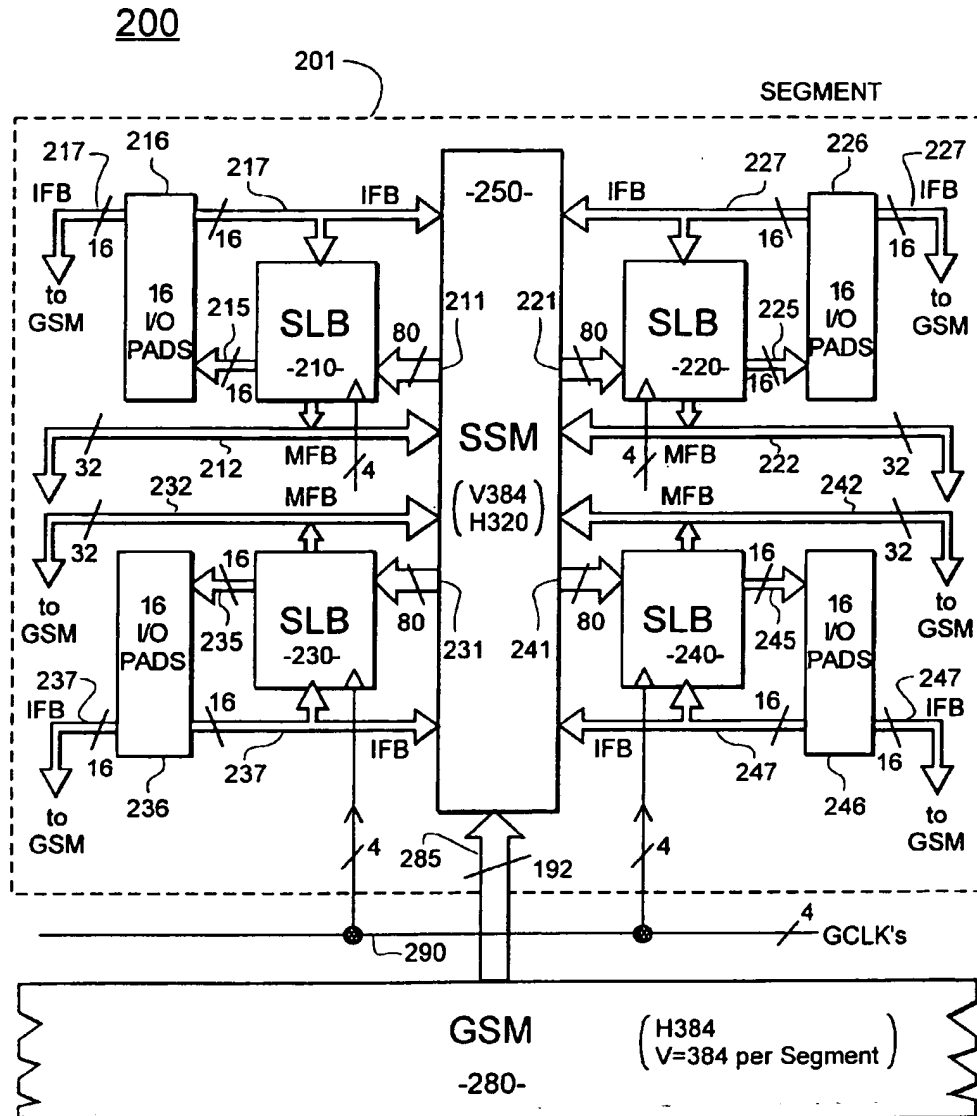 200
201
SEGMENT
217
216
217
227
226
227
IFB
IFB
-250-
IFB
IFB
16
16
16
16
to
GSM
16
I/O
PADS
215
SLB
-210-
16
211
80
SSM
(V384
H320)
221
80
SLB
-220-
225
16
16
I/O
PADS
to
GSM
32
212
MFB
4
4
MFB
222
32
232
MFB
MFB
242
32
32
to
GSM
16
I/O
PADS
16
235
SLB
-230-
80
231
241
80
SLB
-240-
16
245
16
I/O
PADS
to
GSM
237
IFB
16
16
237
IFB
IFB
247
16
247
IFB
16
to
GSM
236
4
285
192
4
246
to
GSM
290
4
GCLK's
GSM
-280-
(H384
V=384 per Segment)